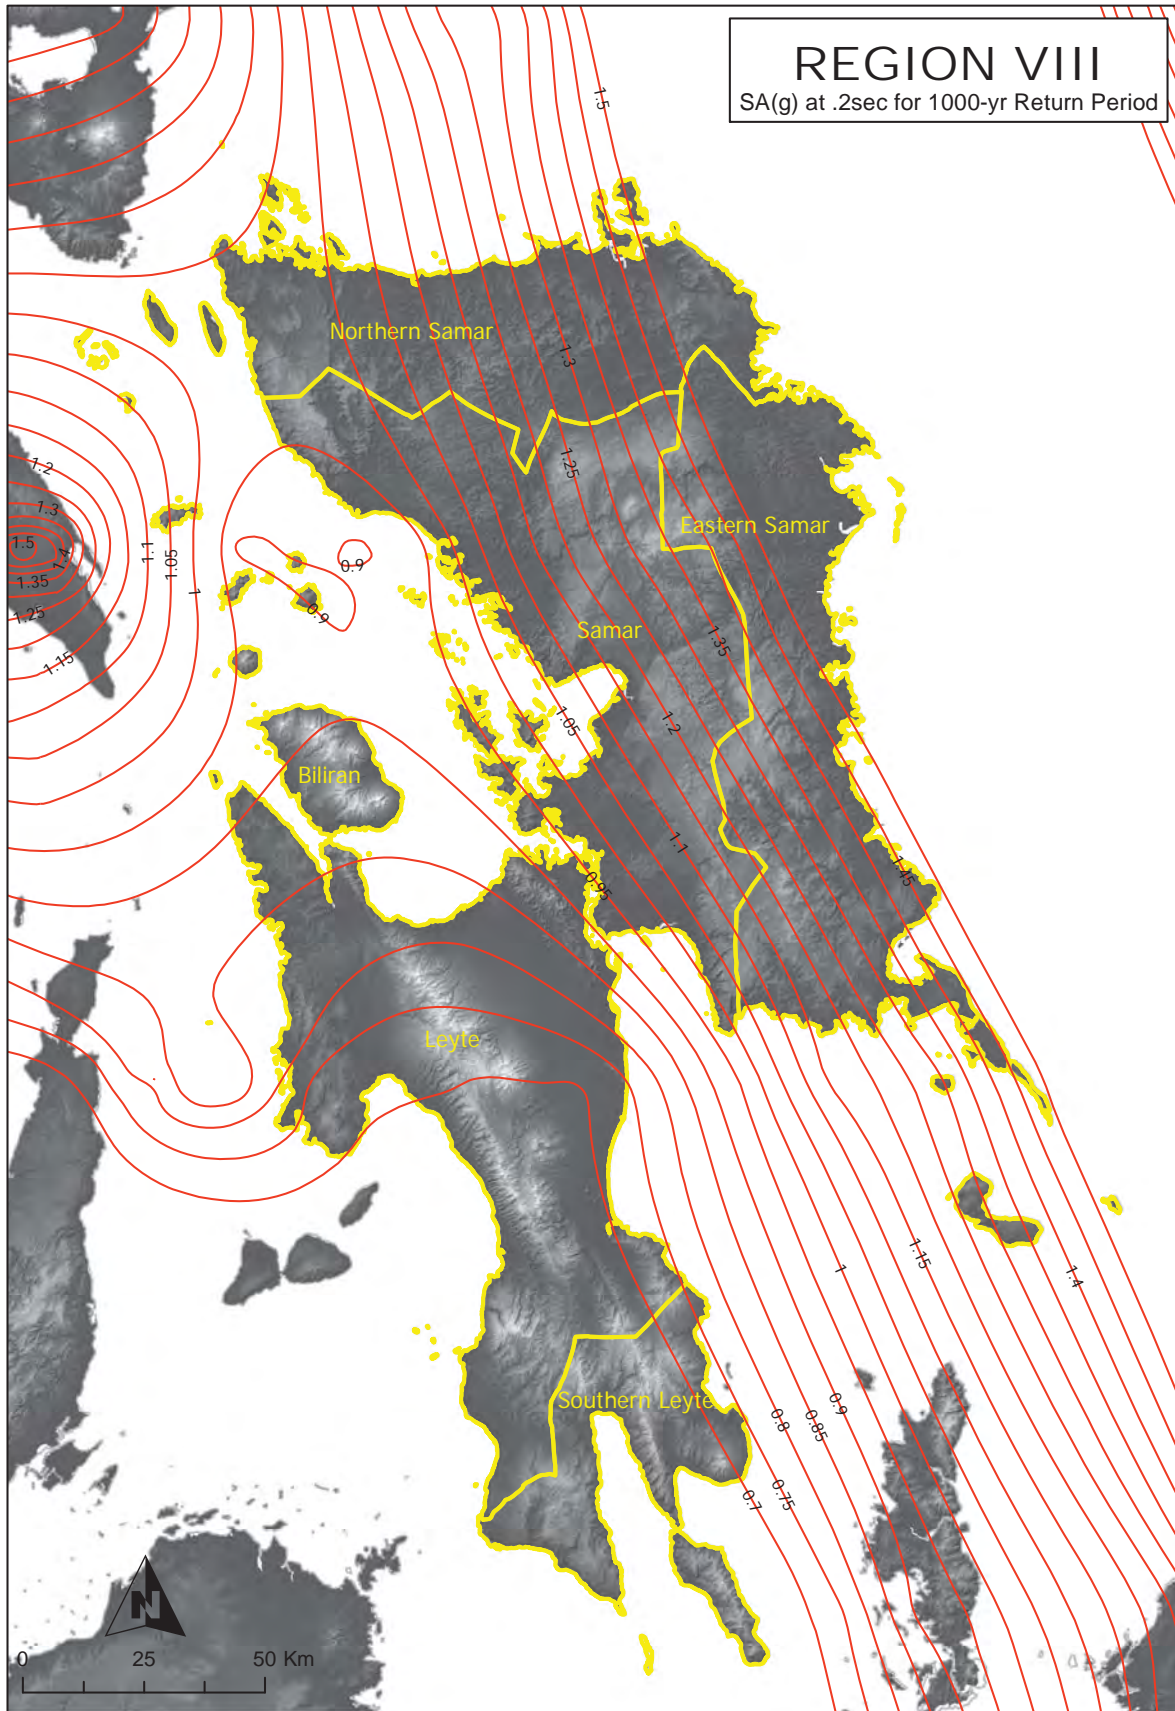 REGION VIII
SA(g) at .2sec for 1000-yr Return Period
1.5
Northern Samar
1.3
1.25
1.2
1.3
Eastern Samar
1.5
1.4
1.1
1.05
0.9
1.35
1
0.9
1.25
Samar
1.35
1.15
1.05
1.2
Biliran
1.1
0.95
1.45
Leyte
1.15
1
1.4
Southern Leyte
0.9
0.8
0.85
0.7
0.75
N
0 25 50 Km